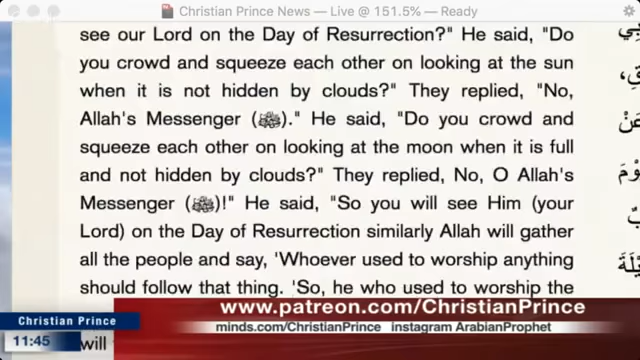 Christian Prince News — Live @ 151.5% — Ready
see our Lord on the Day of Resurrection?" He said, "Do
you crowd and squeeze each other on looking at the sun
when it is not hidden by clouds?" They replied, "No,
Allah's Messenger (ﷺ)." He said, "Do you crowd and
squeeze each other on looking at the moon when it is full
and not hidden by clouds?" They replied, No, O Allah's
Messenger (ﷺ)!" He said, "So you will see Him (your
Lord) on the Day of Resurrection similarly Allah will gather
all the people and say, 'Whoever used to worship anything
should follow that thing. 'So, he who used to worship the
will
www.patreon.com/ChristianPrince
minds.com/ChristianPrince instagram ArabianProphet
Christian Prince
11:45